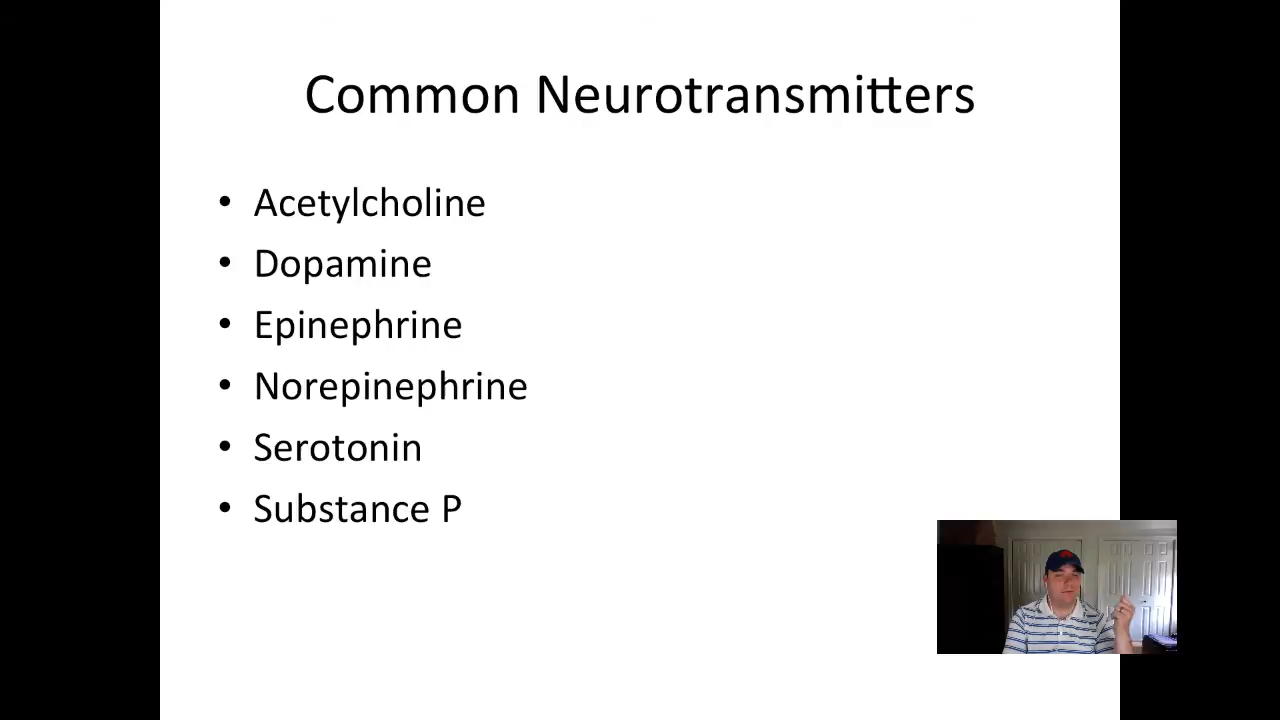 Common Neurotransmitters
• Acetylcholine
• Dopamine
• Epinephrine
• Norepinephrine
• Serotonin
• Substance P